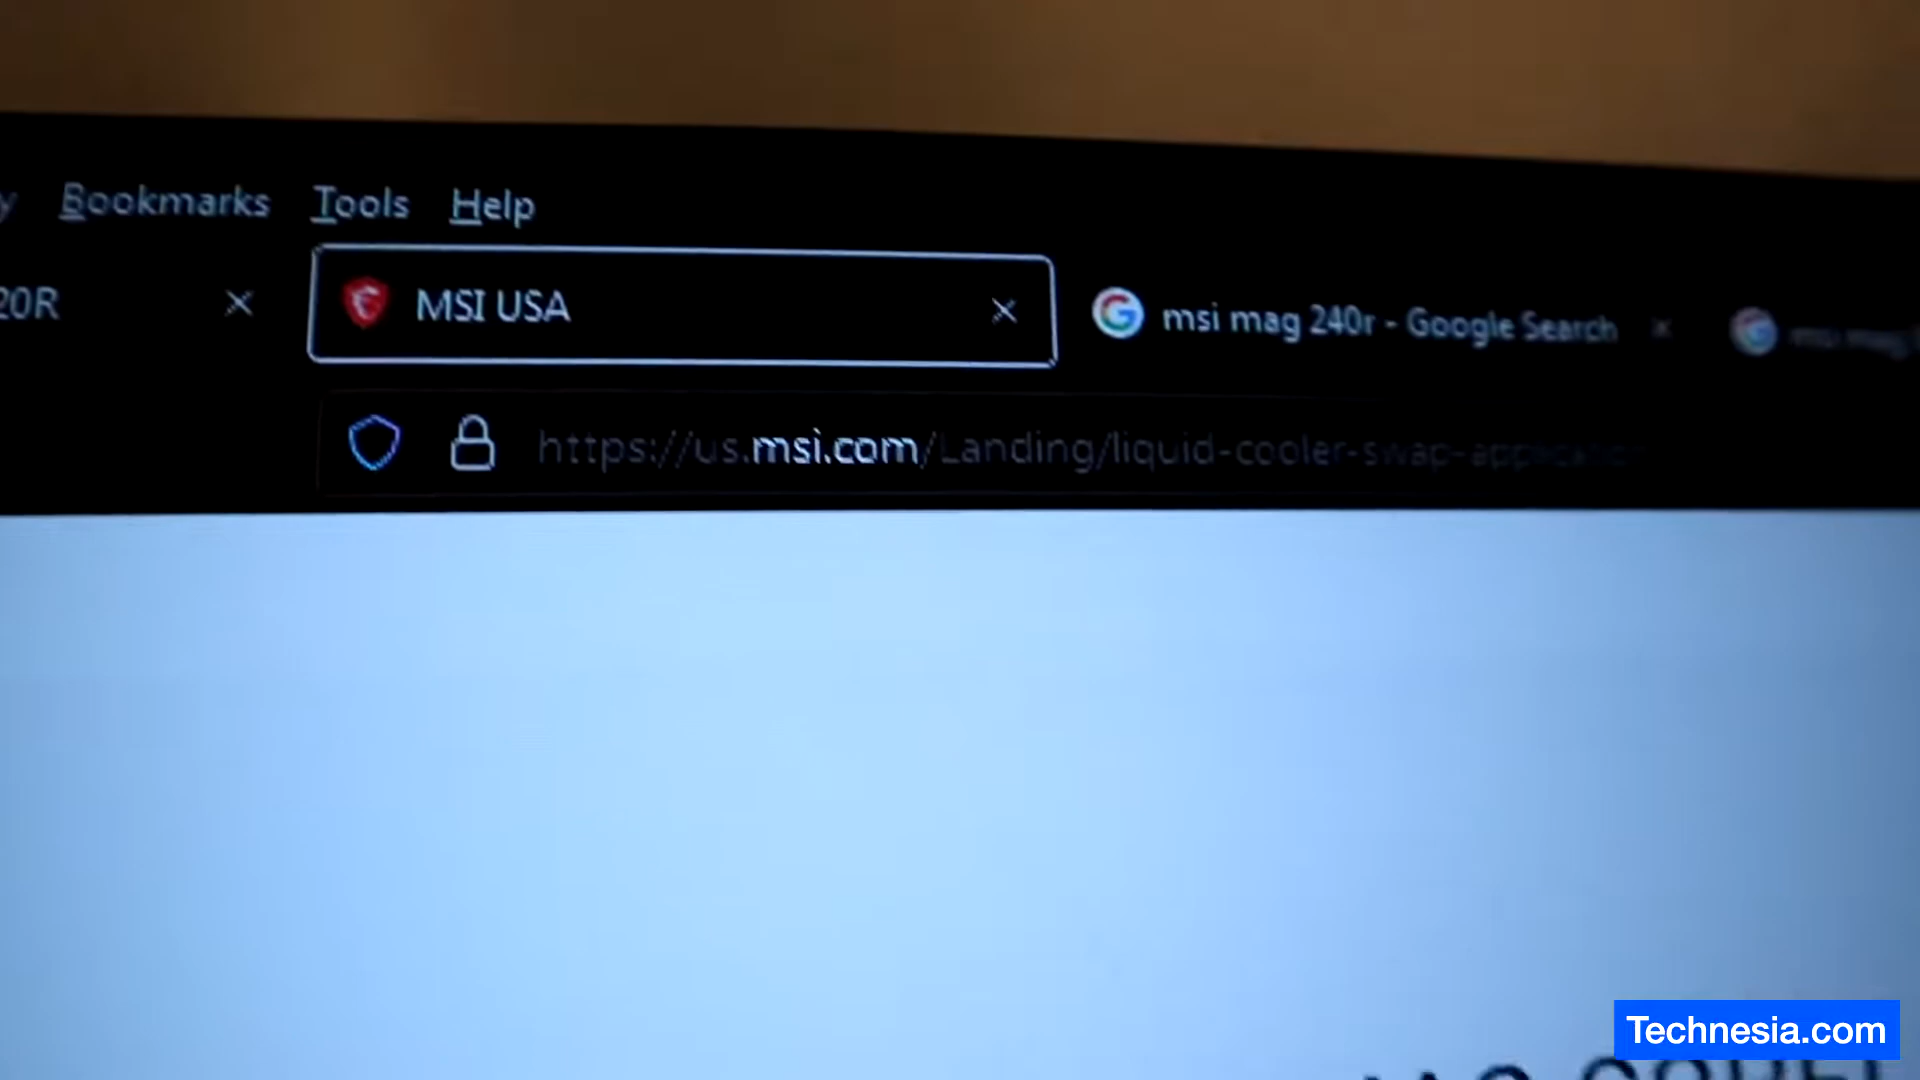 Bookmarks Tools Help
20R MSI USA msi mag 240r - Google Search
https://us.msi.com/Landing/liquid-cooler-swap-
Technesia.com